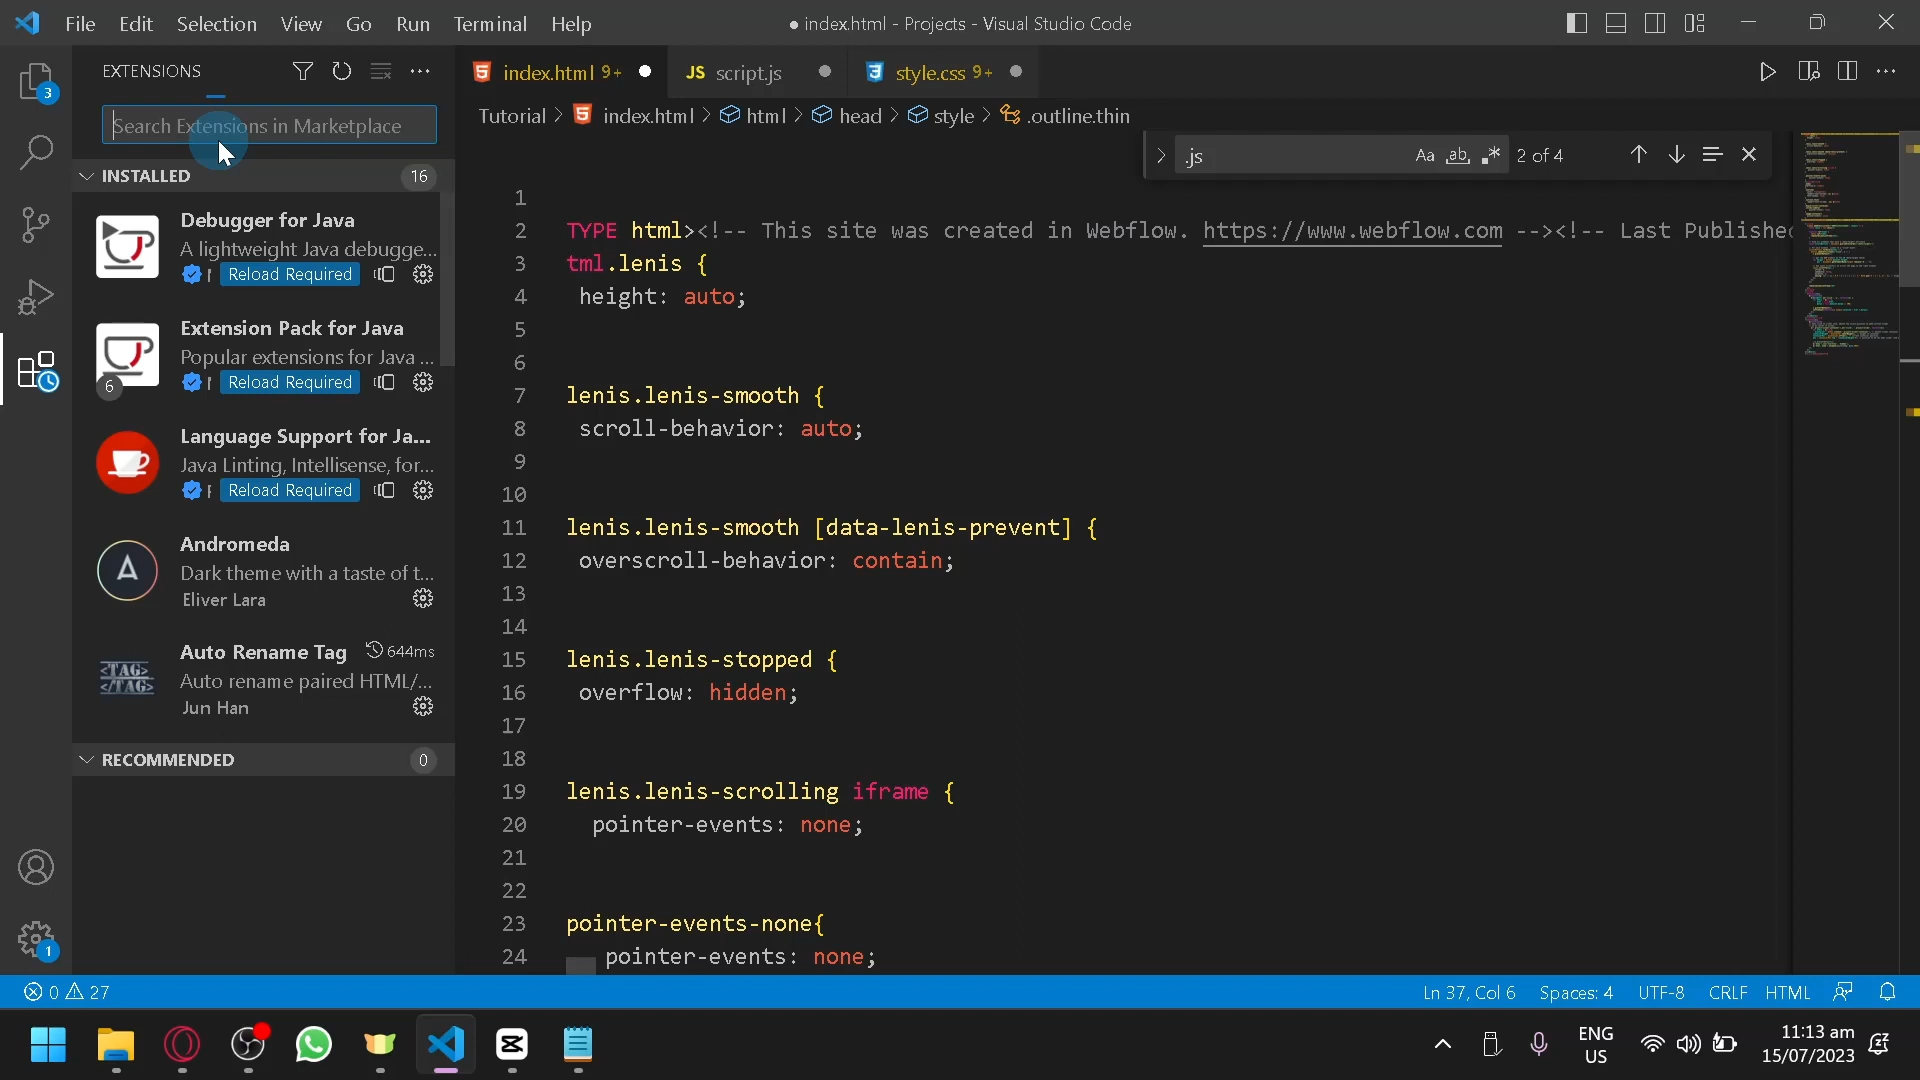 File Edit Selection View Go Run Terminal Help
● index.html - Projects - Visual Studio Code
EXTENSIONS
3
Search Extensions in Marketplace
INSTALLED 16
Debugger for Java
A lightweight Java debugge...
Reload Required
Extension Pack for Java
Popular extensions for Java ...
6
Reload Required
Language Support for Ja...
Java Linting, Intellisense, for...
Reload Required
Andromeda
Dark theme with a taste of t...
Eliver Lara
Auto Rename Tag 644ms
<TAG>
</TAG>
Auto rename paired HTML/...
Jun Han
RECOMMENDED 0
1
index.html 9+ ●
JS script.js ●
style.css 9+ ●
Tutorial > index.html > html > head > style > .outline.thin
.js Aa ab .* 2 of 4
1
2 TYPE html><!-- This site was created in Webflow. https://www.webflow.com --><!-- Last Published
3 tml.lenis {
4 height: auto;
5
6
7 lenis.lenis-smooth {
8 scroll-behavior: auto;
9
10
11 lenis.lenis-smooth [data-lenis-prevent] {
12 overscroll-behavior: contain;
13
14
15 lenis.lenis-stopped {
16 overflow: hidden;
17
18
19 lenis.lenis-scrolling iframe {
20 pointer-events: none;
21
22
23 pointer-events-none{
24 pointer-events: none;
0 27
Ln 37, Col 6 Spaces: 4 UTF-8 CRLF HTML
ENG
US
11:13 am
15/07/2023